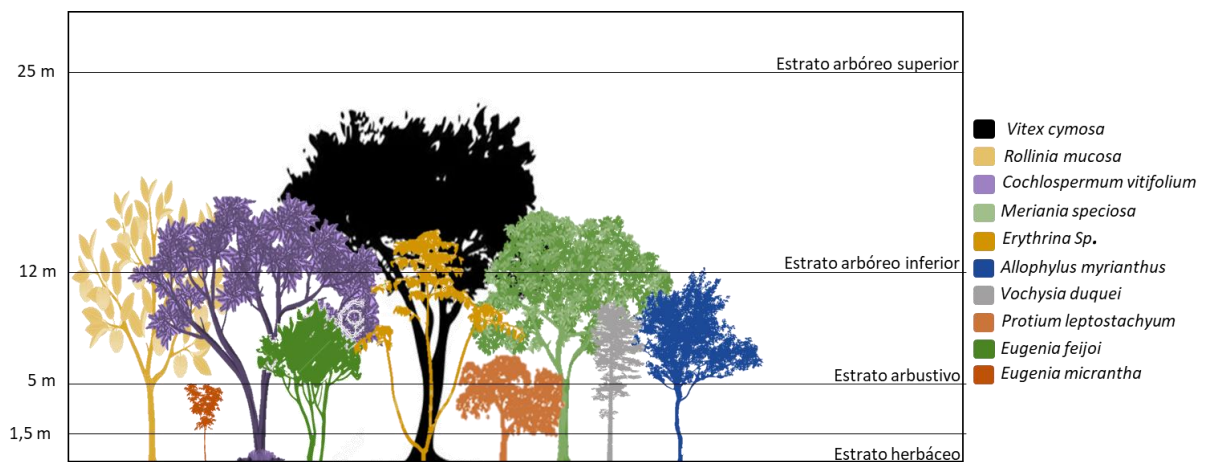 25 m
Estrato arbóreo superior
12 m
Estrato arbóreo inferior
5 m
Estrato arbustivo
1,5 m
Estrato herbáceo
Vitex cymosa
Rollinia mucosa
Cochlospermum vitifolium
Meriania speciosa
Erythrina Sp.
Allophylus myrianthus
Vochysia duquei
Protium leptostachyum
Eugenia feijoi
Eugenia micrantha